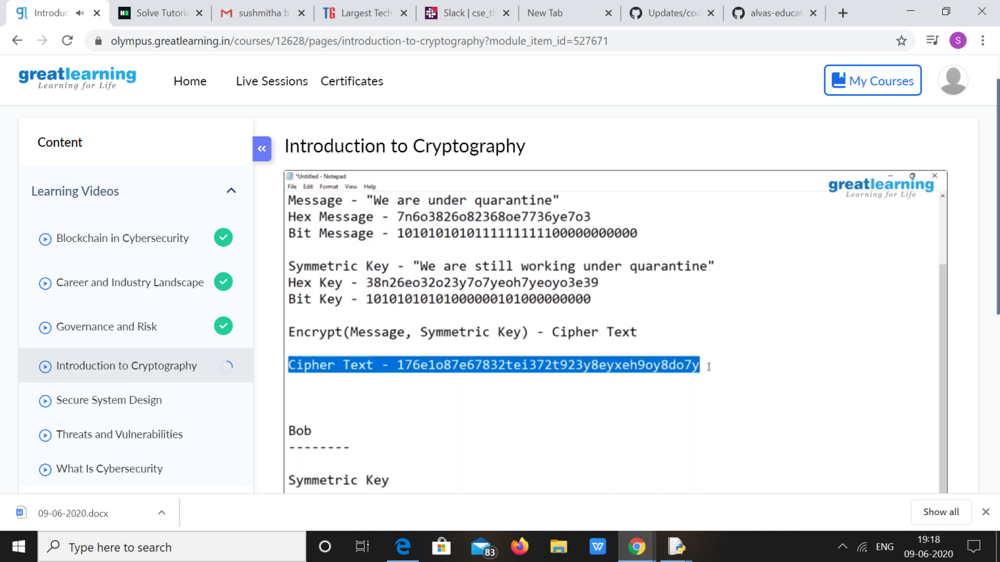 Introduc
Solve Tutoria
sushmitha b
Largest Tech
Slack | cse_th
New Tab
Updates/cod
alvas-educat
olympus.greatlearning.in/courses/12628/pages/introduction-to-cryptography?module_item_id=527671
S
greatlearning
Learning for Life
Home
Live Sessions
Certificates
My Courses
Content
Learning Videos
Blockchain in Cybersecurity
Career and Industry Landscape
Governance and Risk
Introduction to Cryptography
Secure System Design
Threats and Vulnerabilities
What Is Cybersecurity
Introduction to Cryptography
*Untitled - Notepad
File Edit Format View Help
greatlearning
Learning for Life
Message - "We are under quarantine"
Hex Message - 7n6o3826o82368oe7736ye7o3
Bit Message - 1010101010111111111100000000000
Symmetric Key - "We are still working under quarantine"
Hex Key - 38n26eo32o23y7o7yeoh7yeoyo3e39
Bit Key - 10101010101000000101000000000
Encrypt(Message, Symmetric Key) - Cipher Text
Cipher Text - 176e1o87e67832tei372t923y8eyxeh9oy8do7y
Bob
--------
Symmetric Key
09-06-2020.docx
Show all
Type here to search
83
ENG
19:18
09-06-2020